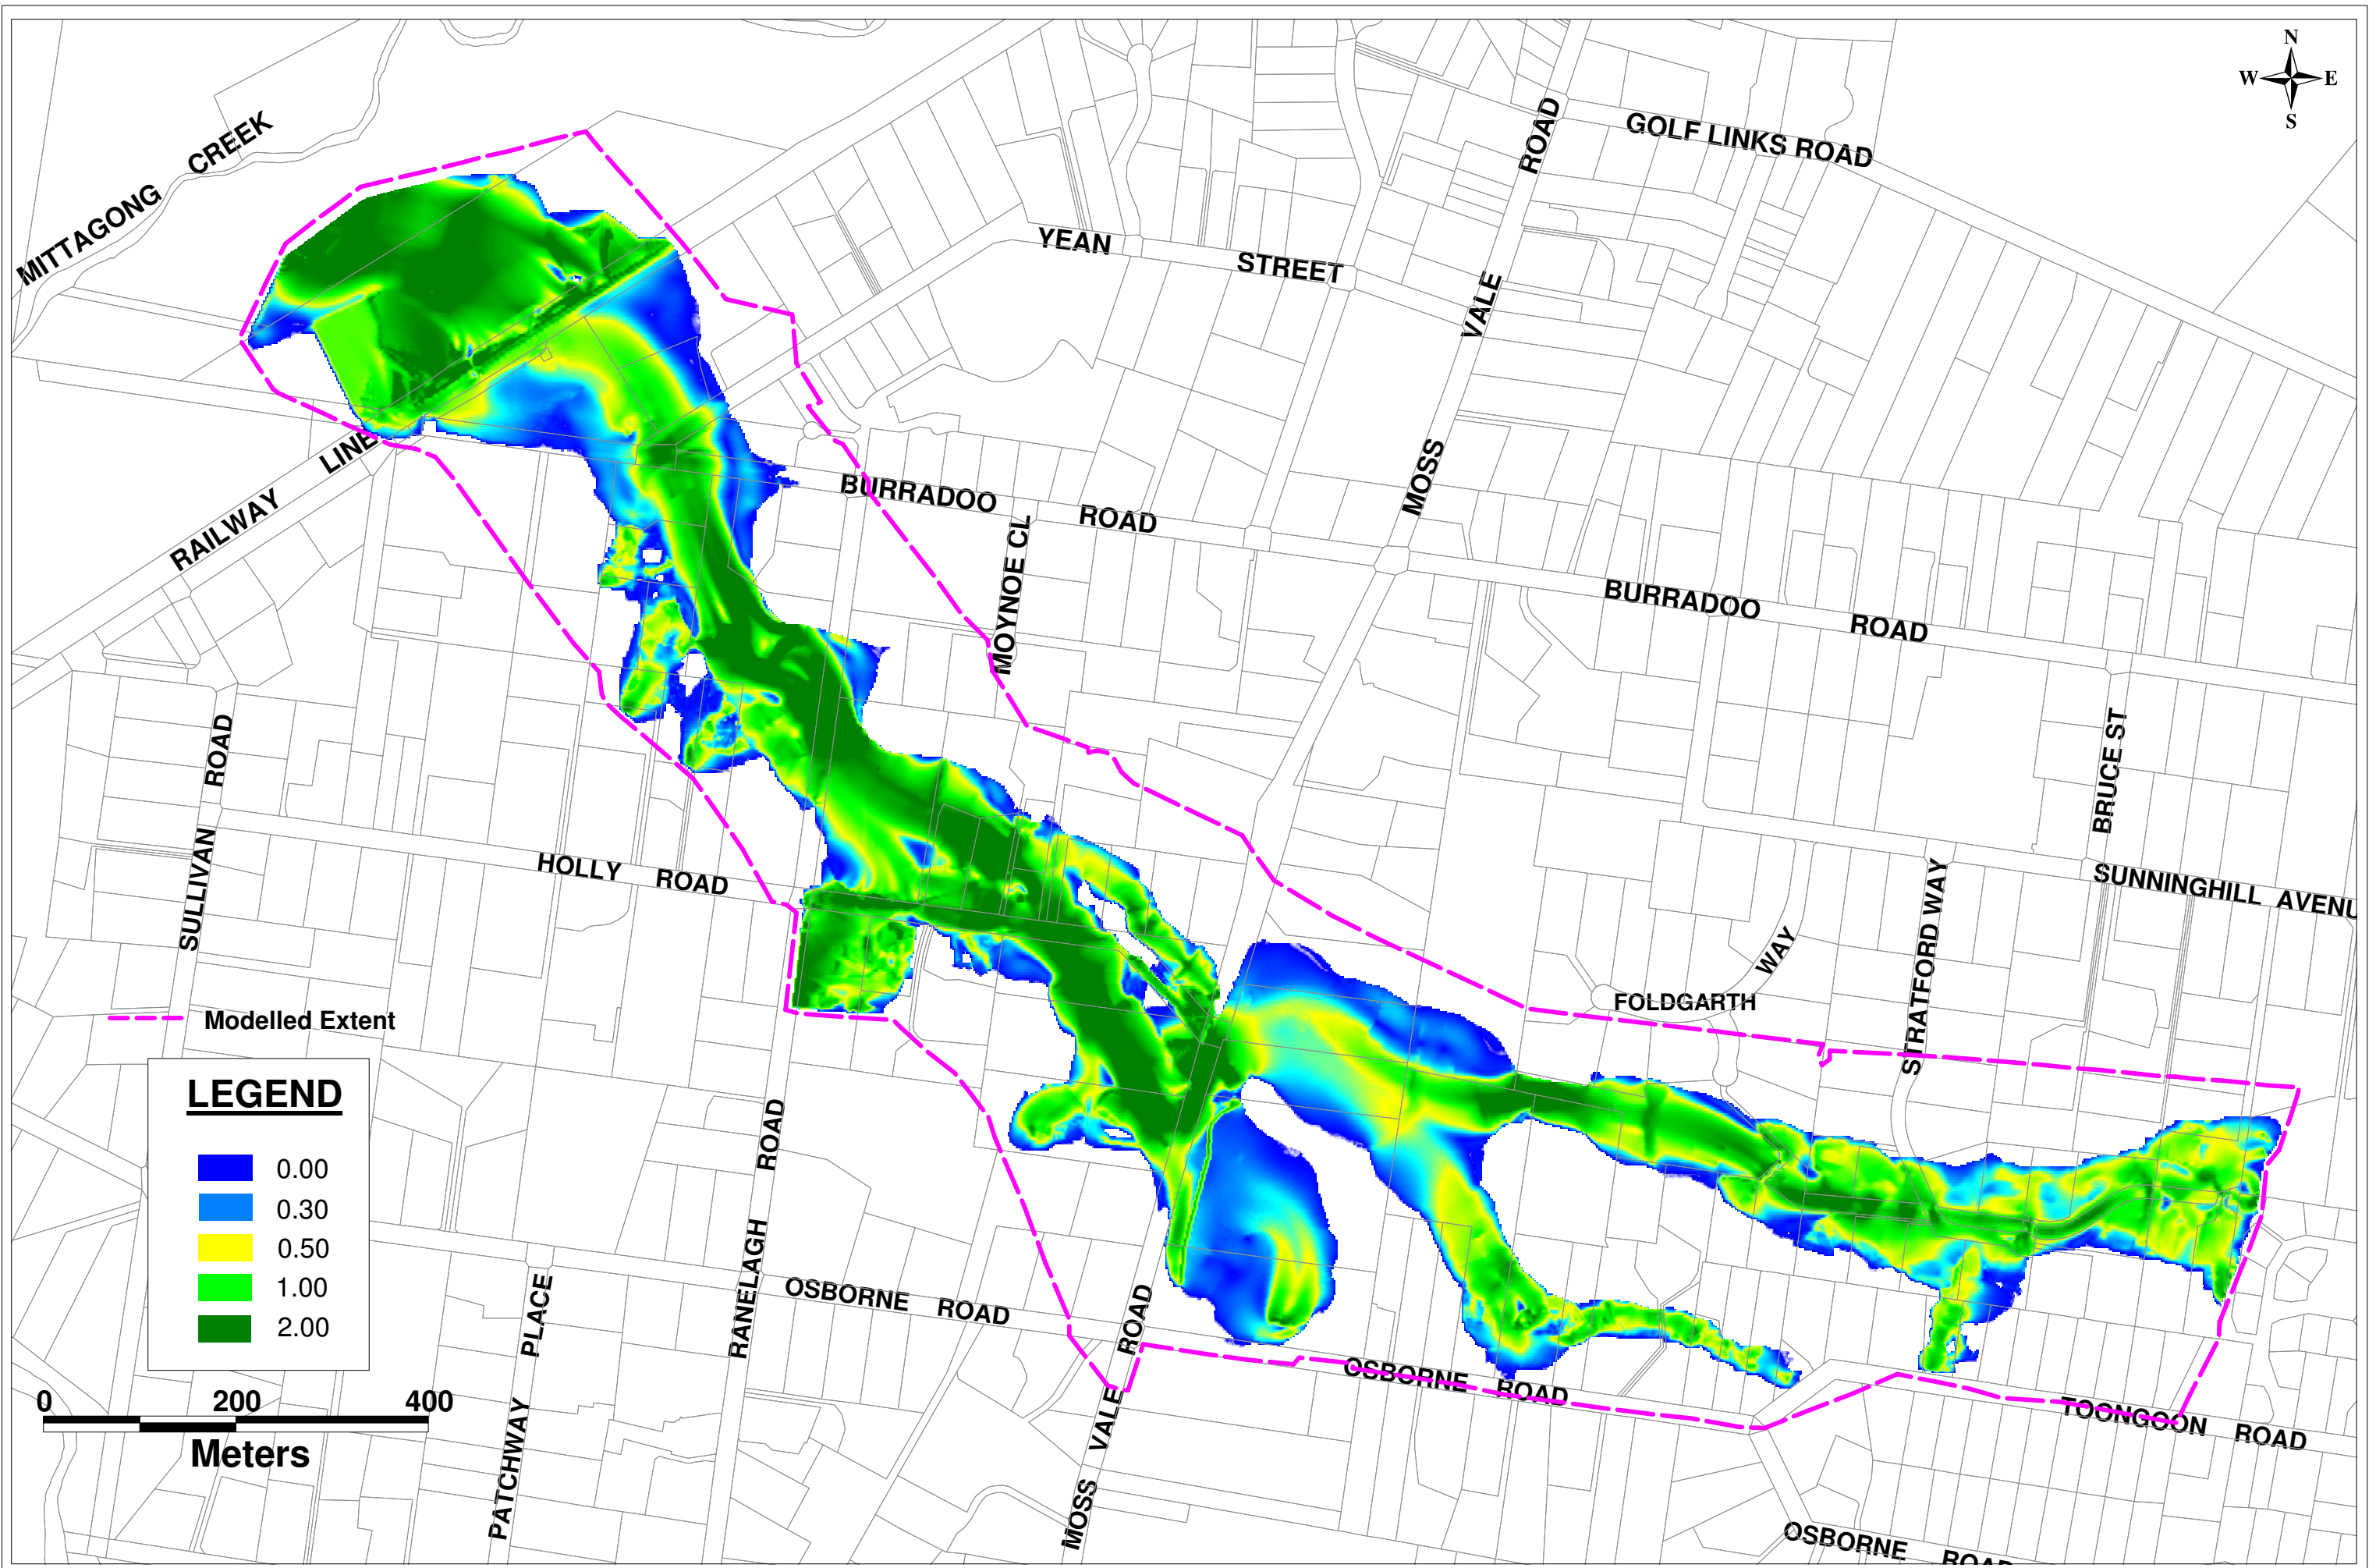 N
W E
S
MITTAGONG CREEK
GOLF LINKS ROAD
YEAN STREET
MOSS VALE ROAD
RAILWAY LINE
BURRADOO ROAD
MOYNOE CL
BURRADOO ROAD
SULLIVAN ROAD
BRUCE ST
HOLLY ROAD
SUNNINGHILL AVENU
STRATFORD WAY
FOLDGARTH WAY
Modelled Extent
LEGEND
0.00
0.30
0.50
1.00
2.00
RANELAGH ROAD
OSBORNE ROAD
PATCHWAY PLACE
MOSS VALE ROAD
OSBORNE ROAD
TOONGOON ROAD
OSBORNE ROAD
0 200 400
Meters